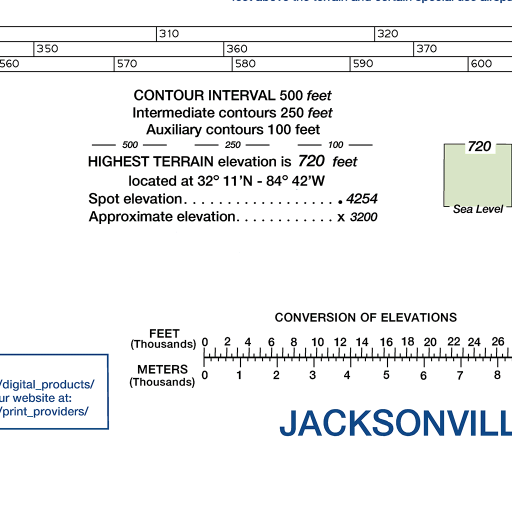 310 320
350 360 370
560 570 580 590 600
CONTOUR INTERVAL 500 feet
Intermediate contours 250 feet
Auxiliary contours 100 feet
500 250 100
HIGHEST TERRAIN elevation is 720 feet
located at 32° 11'N - 84° 42'W
Spot elevation. . . . . . . . . . . . . . . . . . . . . . 4254
Approximate elevation. . . . . . . . . . . . x 3200
720
Sea Level
CONVERSION OF ELEVATIONS
FEET
(Thousands)
0 2 4 6 8 10 12 14 16 18 20 22 24 26
METERS
(Thousands)
0 1 2 3 4 5 6 7 8
/digital_products/
ur website at:
/print_providers/
JACKSONVILL